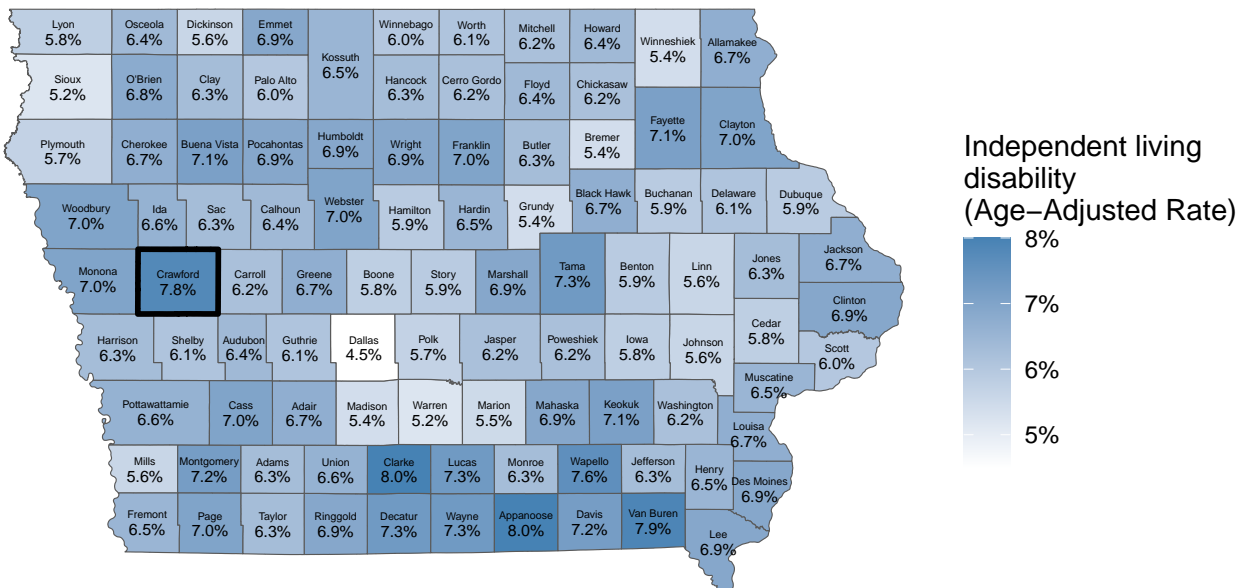 Lyon
5.8%
Osceola
6.4%
Dickinson
5.6%
Emmet
6.9%
Kossuth
6.5%
Winnebago
6.0%
Worth
6.1%
Mitchell
6.2%
Howard
6.4%
Winneshiek
5.4%
Allamakee
6.7%
Sioux
5.2%
O'Brien
6.8%
Clay
6.3%
Palo Alto
6.0%
Hancock
6.3%
Cerro Gordo
6.2%
Floyd
6.4%
Chickasaw
6.2%
Fayette
7.1%
Clayton
7.0%
Plymouth
5.7%
Cherokee
6.7%
Buena Vista
7.1%
Pocahontas
6.9%
Humboldt
6.9%
Wright
6.9%
Franklin
7.0%
Butler
6.3%
Bremer
5.4%
Woodbury
7.0%
Ida
6.6%
Sac
6.3%
Calhoun
6.4%
Webster
7.0%
Hamilton
5.9%
Hardin
6.5%
Grundy
5.4%
Black Hawk
6.7%
Buchanan
5.9%
Delaware
6.1%
Dubuque
5.9%
Monona
7.0%
Crawford
7.8%
Carroll
6.2%
Greene
6.7%
Boone
5.8%
Story
5.9%
Marshall
6.9%
Tama
7.3%
Benton
5.9%
Linn
5.6%
Jones
6.3%
Jackson
6.7%
Clinton
6.9%
Harrison
6.3%
Shelby
6.1%
Audubon
6.4%
Guthrie
6.1%
Dallas
4.5%
Polk
5.7%
Jasper
6.2%
Poweshiek
6.2%
Iowa
5.8%
Johnson
5.6%
Cedar
5.8%
Scott
6.0%
Muscatine
6.5%
Pottawattamie
6.6%
Cass
7.0%
Adair
6.7%
Madison
5.4%
Warren
5.2%
Marion
5.5%
Mahaska
6.9%
Keokuk
7.1%
Washington
6.2%
Louisa
6.7%
Mills
5.6%
Montgomery
7.2%
Adams
6.3%
Union
6.6%
Clarke
8.0%
Lucas
7.3%
Monroe
6.3%
Wapello
7.6%
Jefferson
6.3%
Henry
6.5%
Des Moines
6.9%
Fremont
6.5%
Page
7.0%
Taylor
6.3%
Ringgold
6.9%
Decatur
7.3%
Wayne
7.3%
Appanoose
8.0%
Davis
7.2%
Van Buren
7.9%
Lee
6.9%
Independent living
disability
(Age−Adjusted Rate)
8%
7%
6%
5%